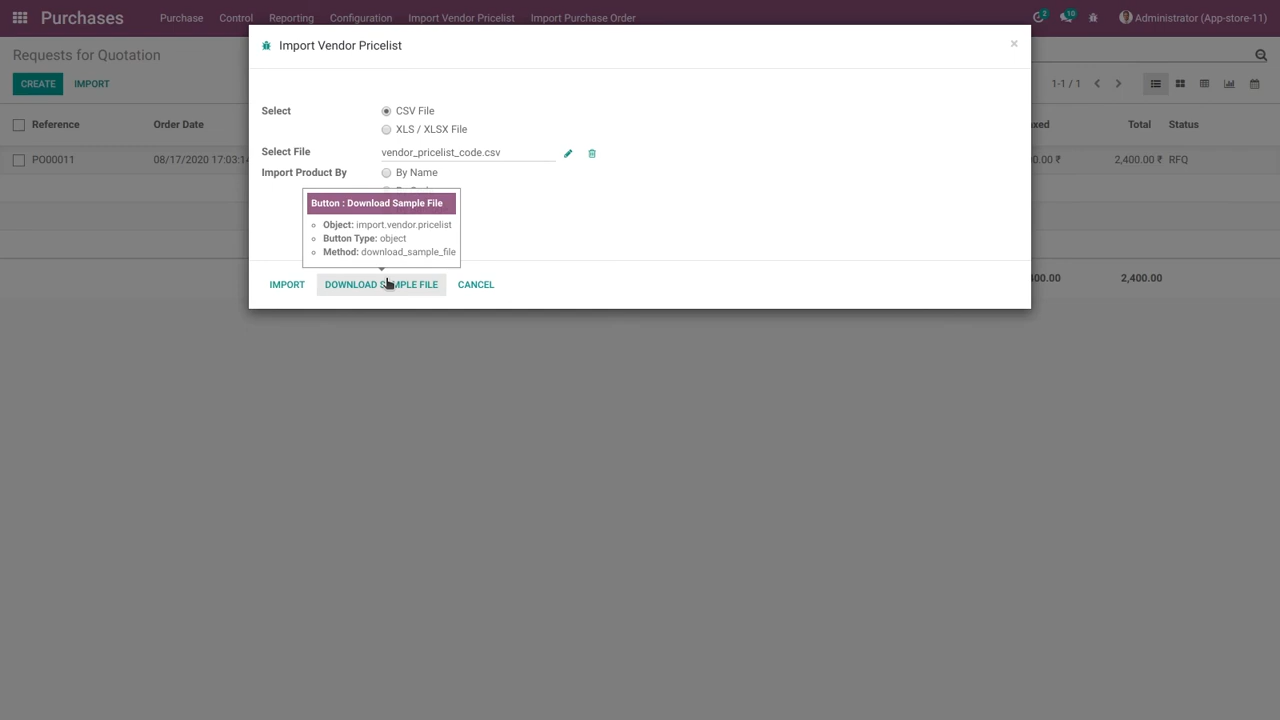 Purchases Purchase Control Reporting Configuration Import Vendor Pricelist Import Purchase Order 2 10 Administrator (App-store-11)
Requests for Quotation
CREATE IMPORT 1-1 / 1
Reference Order Date Total Status
PO00011 08/17/2020 17:03:14 2,400.00 ₹ RFQ
2,400.00
Import Vendor Pricelist ×
Select CSV File
XLS / XLSX File
Select File vendor_pricelist_code.csv
Import Product By By Name
Button : Download Sample File
Object: import.vendor.pricelist
Button Type: object
Method: download_sample_file
IMPORT DOWNLOAD SAMPLE FILE CANCEL